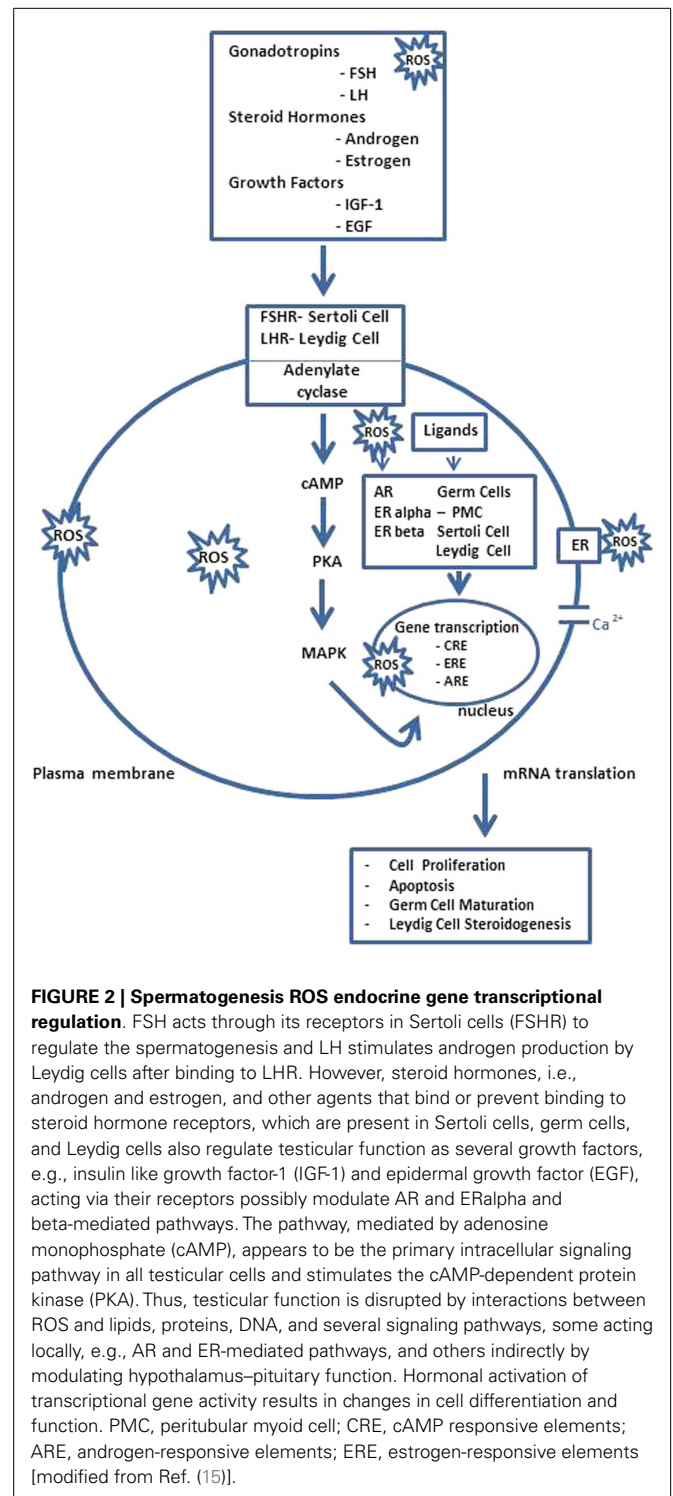 Gonadotropins
ROS
- FSH
- LH
Steroid Hormones
- Androgen
- Estrogen
Growth Factors
- IGF-1
- EGF
FSHR- Sertoli Cell
LHR- Leydig Cell
Adenylate
cyclase
ROS
Ligands
cAMP
AR Germ Cells
ER alpha – PMC
ER beta Sertoli Cell
Leydig Cell
ROS
ROS
ER
ROS
PKA
Ca 2+
Gene transcription
- CRE
- ERE
- ARE
MAPK
ROS
nucleus
Plasma membrane
mRNA translation
- Cell Proliferation
- Apoptosis
- Germ Cell Maturation
- Leydig Cell Steroidogenesis
FIGURE 2 | Spermatogenesis ROS endocrine gene transcriptional
regulation. FSH acts through its receptors in Sertoli cells (FSHR) to
regulate the spermatogenesis and LH stimulates androgen production by
Leydig cells after binding to LHR. However, steroid hormones, i.e.,
androgen and estrogen, and other agents that bind or prevent binding to
steroid hormone receptors, which are present in Sertoli cells, germ cells,
and Leydig cells also regulate testicular function as several growth factors,
e.g., insulin like growth factor-1 (IGF-1) and epidermal growth factor (EGF),
acting via their receptors possibly modulate AR and ERalpha and
beta-mediated pathways. The pathway, mediated by adenosine
monophosphate (cAMP), appears to be the primary intracellular signaling
pathway in all testicular cells and stimulates the cAMP-dependent protein
kinase (PKA). Thus, testicular function is disrupted by interactions between
ROS and lipids, proteins, DNA, and several signaling pathways, some acting
locally, e.g., AR and ER-mediated pathways, and others indirectly by
modulating hypothalamus–pituitary function. Hormonal activation of
transcriptional gene activity results in changes in cell differentiation and
function. PMC, peritubular myoid cell; CRE, cAMP responsive elements;
ARE, androgen-responsive elements; ERE, estrogen-responsive elements
[modified from Ref. (15)].